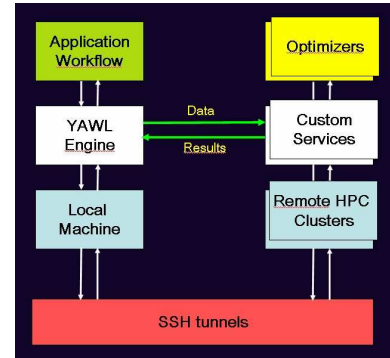 Application
Workflow
Optimizers
YAWL
Engine
Data
Results
Custom
Services
Local
Machine
Remote HPC
Clusters
SSH tunnels